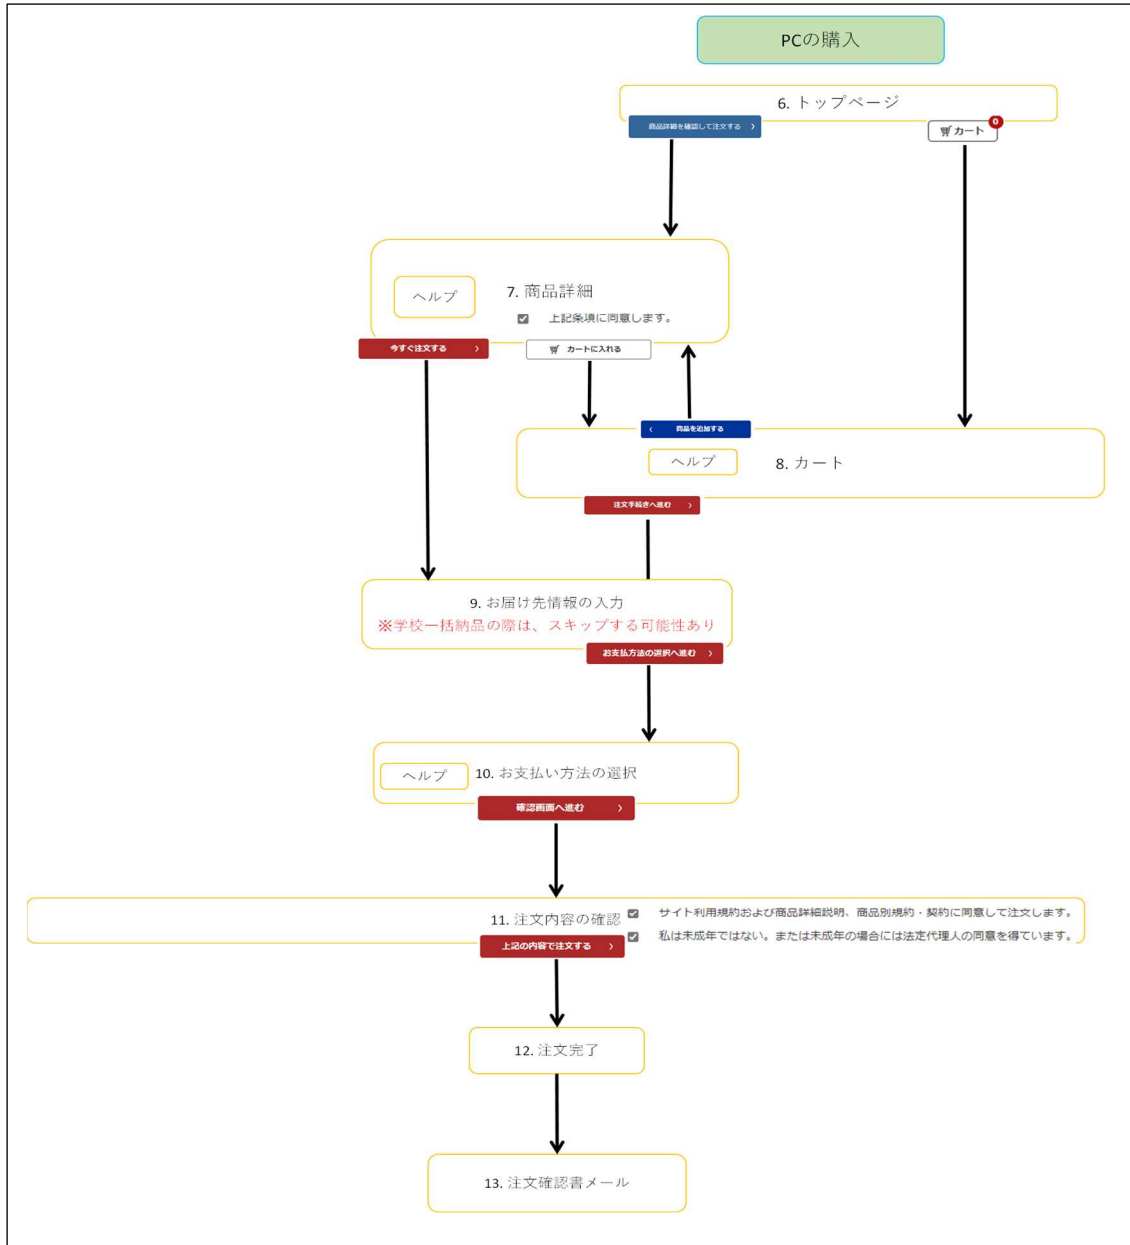 PCの購入
6. トップページ
商品詳細を確認して注文する
カート
0
ヘルプ
7. 商品詳細
上記条項に同意します。
今すぐ注文する
カートに入れる
商品を追加する
ヘルプ
8. カート
注文手続きへ進む
9. お届け先情報の入力
※学校一括納品の際は、スキップする可能性あり
お支払方法の選択へ進む
ヘルプ
10. お支払い方法の選択
確認画面へ進む
11. 注文内容の確認
サイト利用規約および商品詳細説明、商品別規約・契約に同意して注文します。
私は未成年ではない。または未成年の場合には法定代理人の同意を得ています。
上記の内容で注文する
12. 注文完了
13. 注文確認書メール